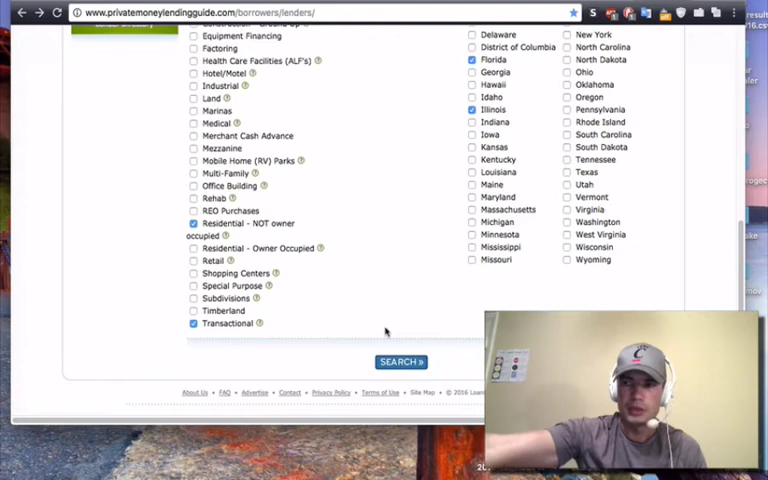 www.privatemoneylendingguide.com/borrowers/lenders/
Equipment Financing
Factoring
Health Care Facilities (ALF's)
Hotel/Motel
Industrial
Land
Marinas
Medical
Merchant Cash Advance
Mezzanine
Mobile Home (RV) Parks
Multi-Family
Office Building
Rehab
REO Purchases
Residential - NOT owner
occupied
Residential - Owner Occupied
Retail
Shopping Centers
Special Purpose
Subdivisions
Timberland
Transactional
Delaware
District of Columbia
Florida
Georgia
Hawaii
Idaho
Illinois
Indiana
Iowa
Kansas
Kentucky
Louisiana
Maine
Maryland
Massachusetts
Michigan
Minnesota
Mississippi
Missouri
New York
North Carolina
North Dakota
Ohio
Oklahoma
Oregon
Pennsylvania
Rhode Island
South Carolina
South Dakota
Tennessee
Texas
Utah
Vermont
Virginia
Washington
West Virginia
Wisconsin
Wyoming
SEARCH »
About Us FAQ Advertise Contact Privacy Policy Terms of Use Site Map © 2016
C